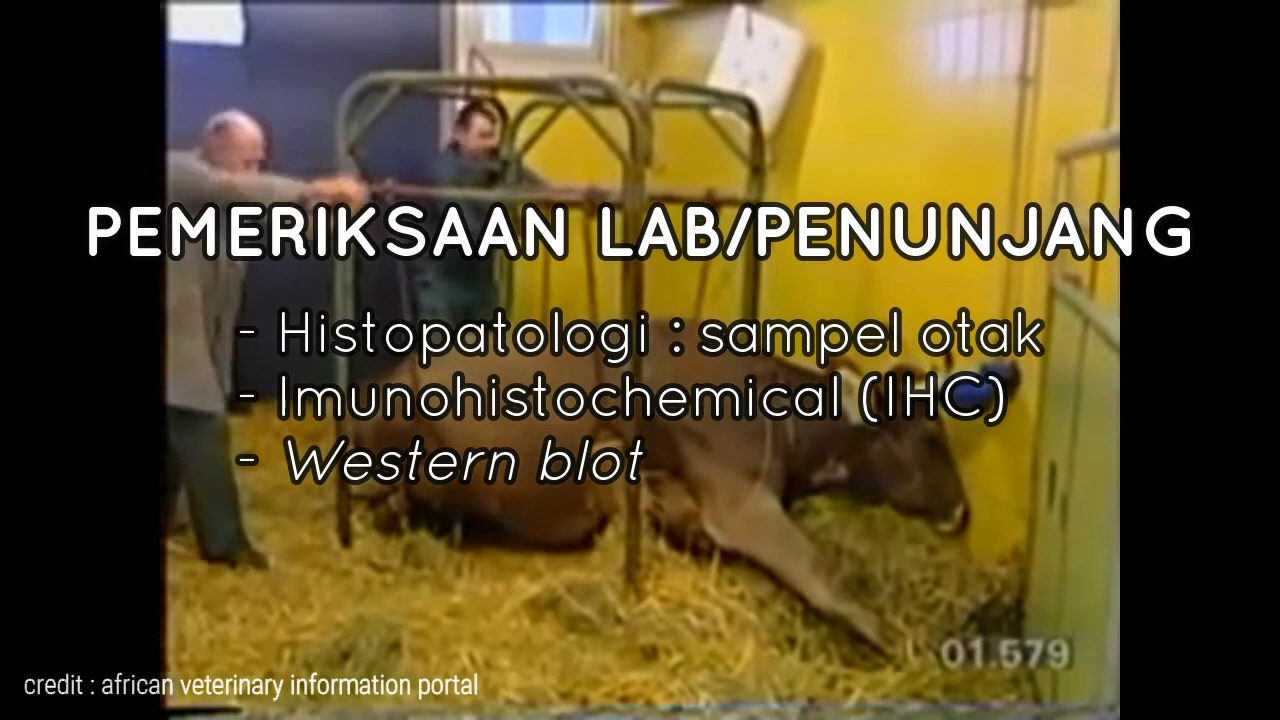 PEMERIKSAAN LAB/PENUNJANG
- Histopatologi : sampel otak
- Imunohistochemical (IHC)
- Western blot
01.579
credit : african veterinary information portal